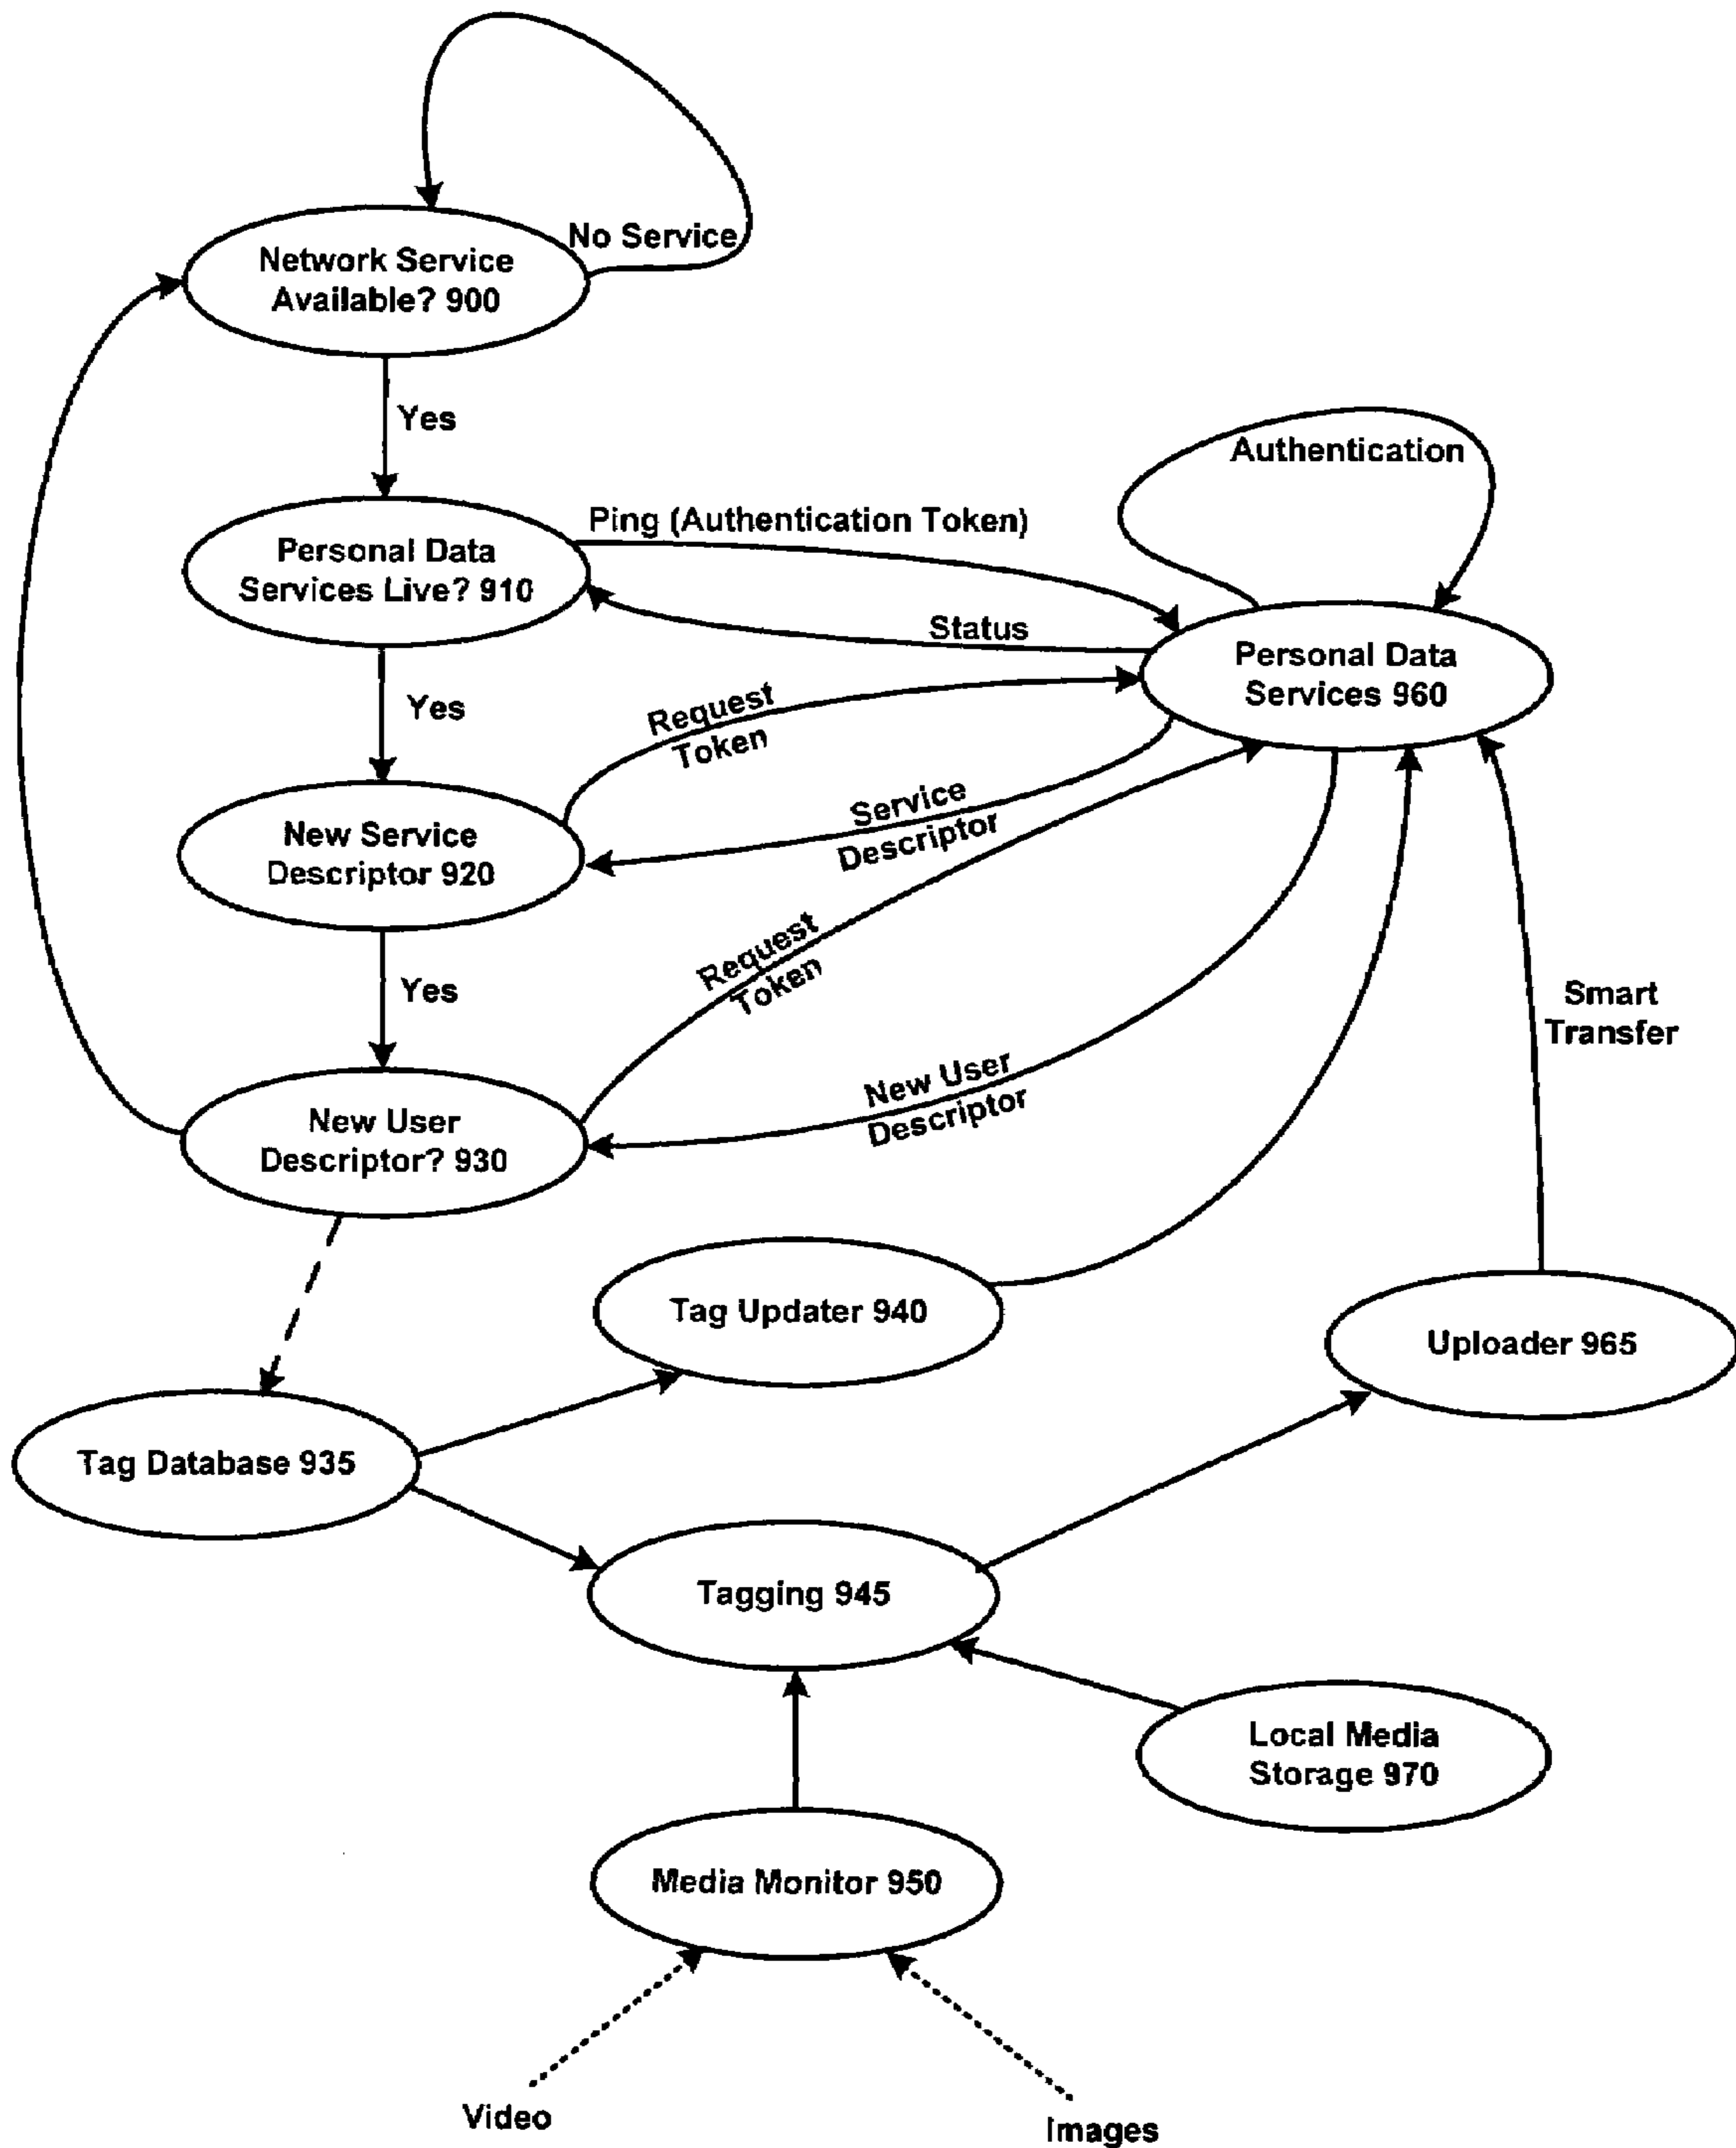 No Service
Network Service
Available? 900
Yes
Authentication
Ping (Authentication Token)
Personal Data
Services Live? 910
Status
Personal Data
Services 960
Yes
Request
Token
Service
Descriptor
New Service
Descriptor 920
Request
Token
Yes
Smart
Transfer
New User
Descriptor
New User
Descriptor? 930
Tag Updater 940
Uploader 965
Tag Database 935
Tagging 945
Local Media
Storage 970
Media Monitor 950
Video
Images